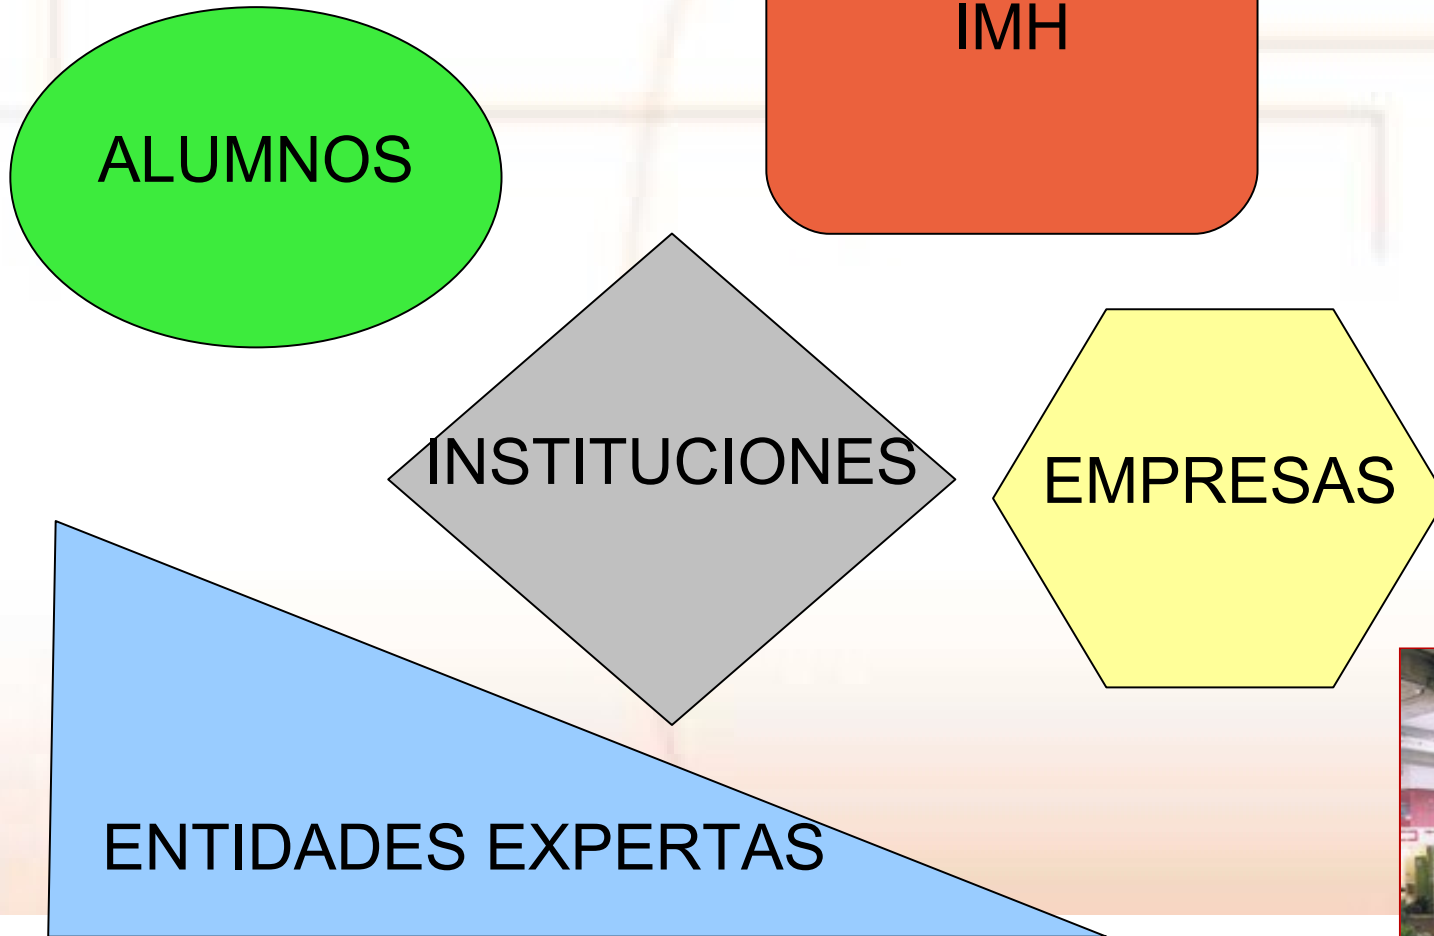 IMH
ALUMNOS
INSTITUCIONES
EMPRESAS
ENTIDADES EXPERTAS